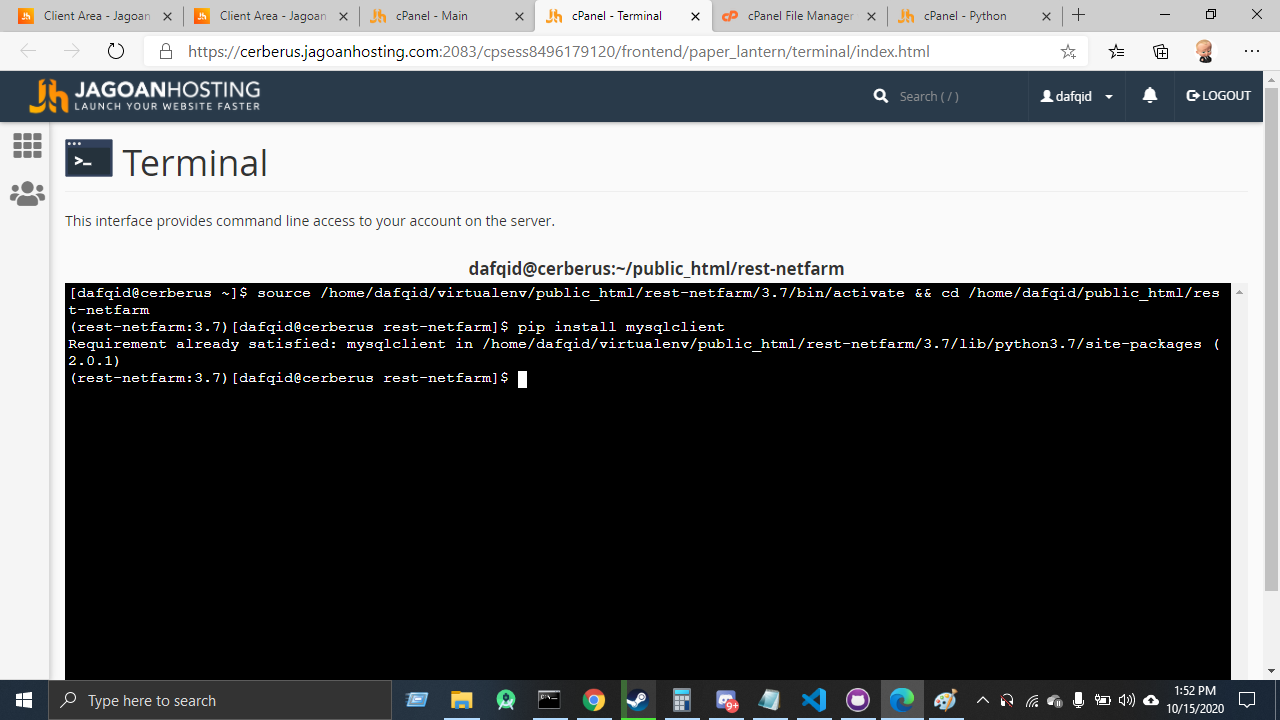 Client Area - Jagoan
Client Area - Jagoan
cPanel - Main
cPanel - Terminal
cPanel File Manager
cPanel - Python
https://cerberus.jagoanhosting.com:2083/cpsess8496179120/frontend/paper_lantern/terminal/index.html
JAGOANHOSTING
LAUNCH YOUR WEBSITE FASTER
Search ( / )
dafqid
LOGOUT
Terminal
This interface provides command line access to your account on the server.
dafqid@cerberus:~/public_html/rest-netfarm
[dafqid@cerberus ~]$ source /home/dafqid/virtualenv/public_html/rest-netfarm/3.7/bin/activate && cd /home/dafqid/public_html/res
t-netfarm
(rest-netfarm:3.7)[dafqid@cerberus rest-netfarm]$ pip install mysqlclient
Requirement already satisfied: mysqlclient in /home/dafqid/virtualenv/public_html/rest-netfarm/3.7/lib/python3.7/site-packages (
2.0.1)
(rest-netfarm:3.7)[dafqid@cerberus rest-netfarm]$
Type here to search
9+
1:52 PM
10/15/2020